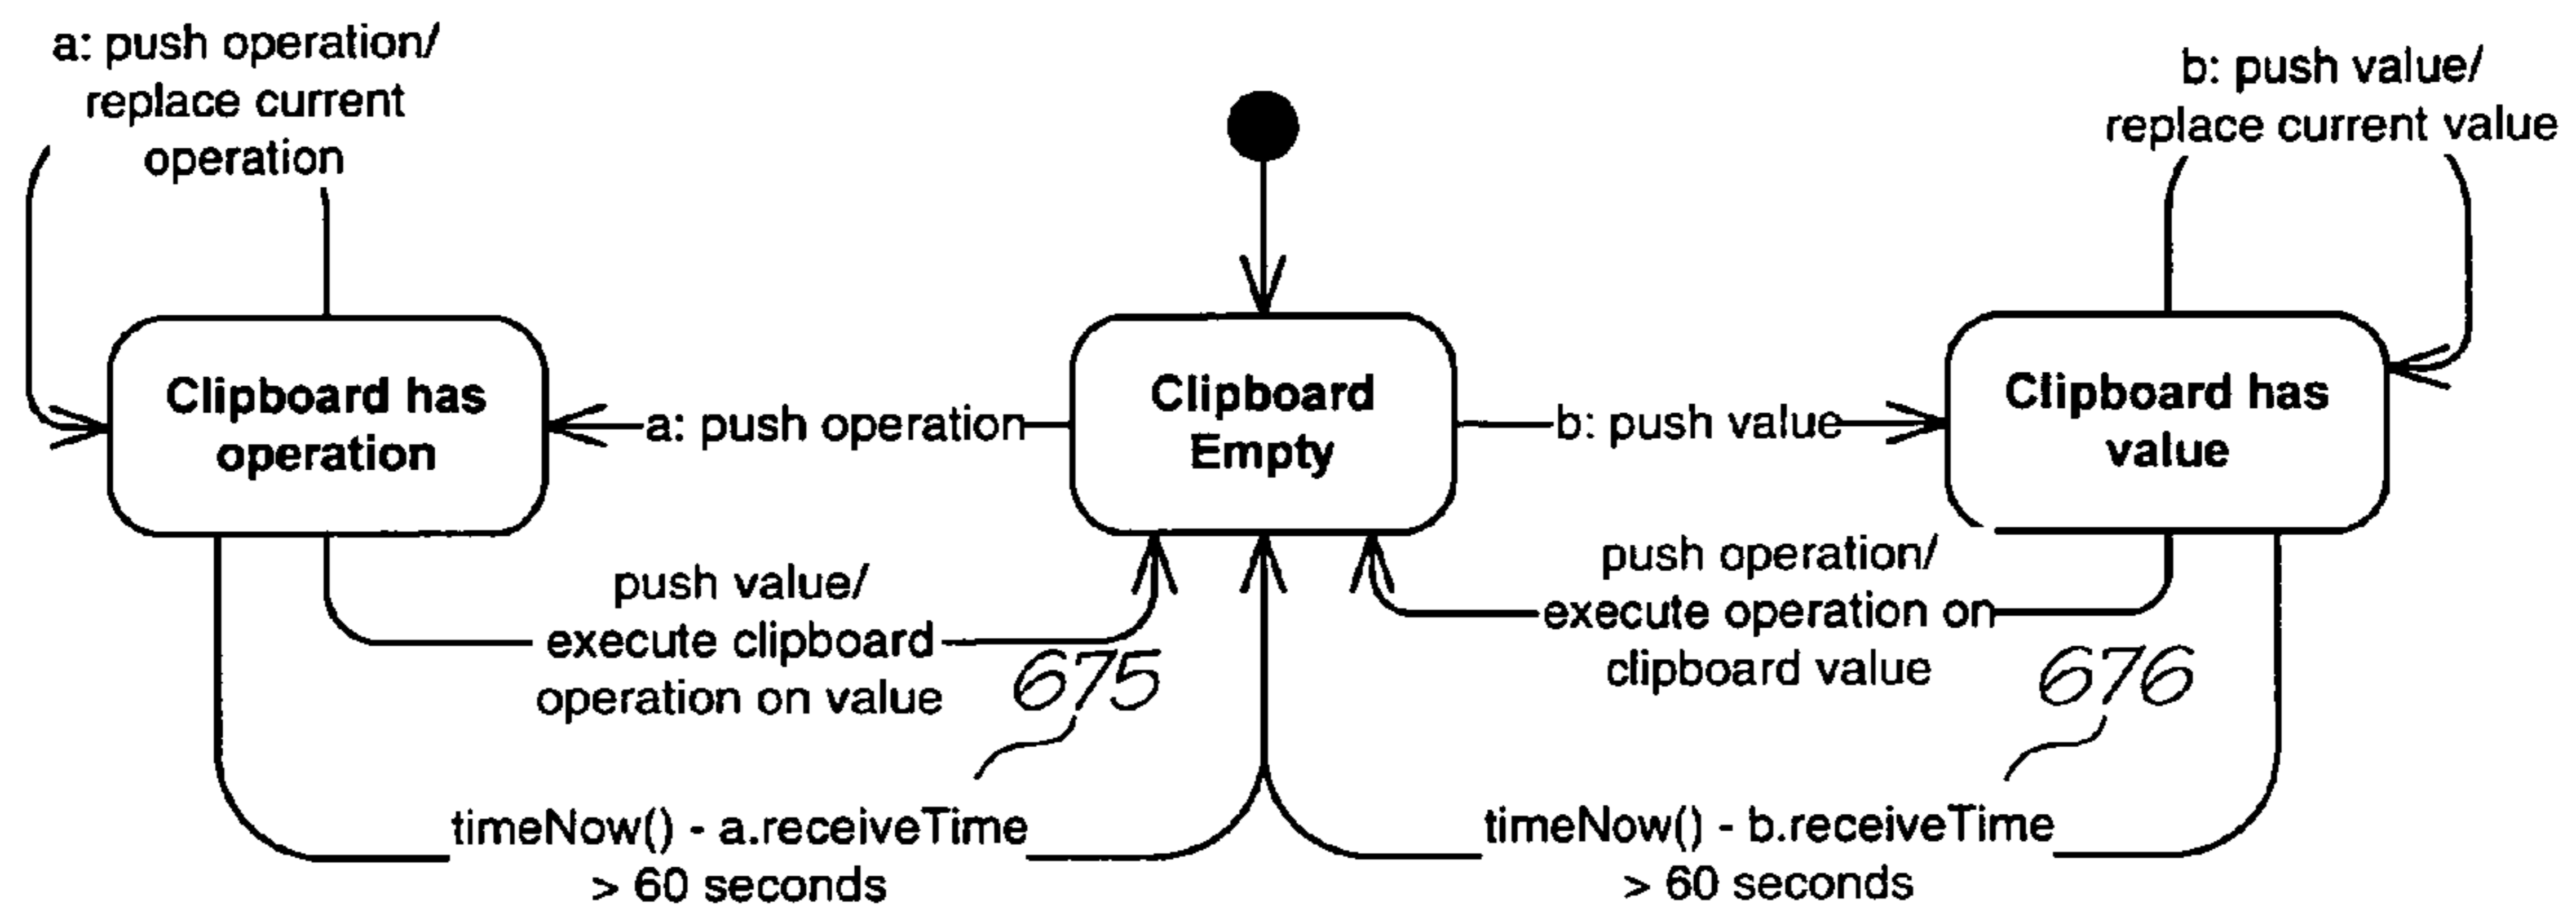 a: push operation/
replace current
operation
b: push value/
replace current value
Clipboard has
operation
a: push operation
Clipboard
Empty
b: push value
Clipboard has
value
push value/
execute clipboard
operation on value
675
push operation/
execute operation on
clipboard value
676
timeNow() - a.receiveTime
> 60 seconds
timeNow() - b.receiveTime
> 60 seconds